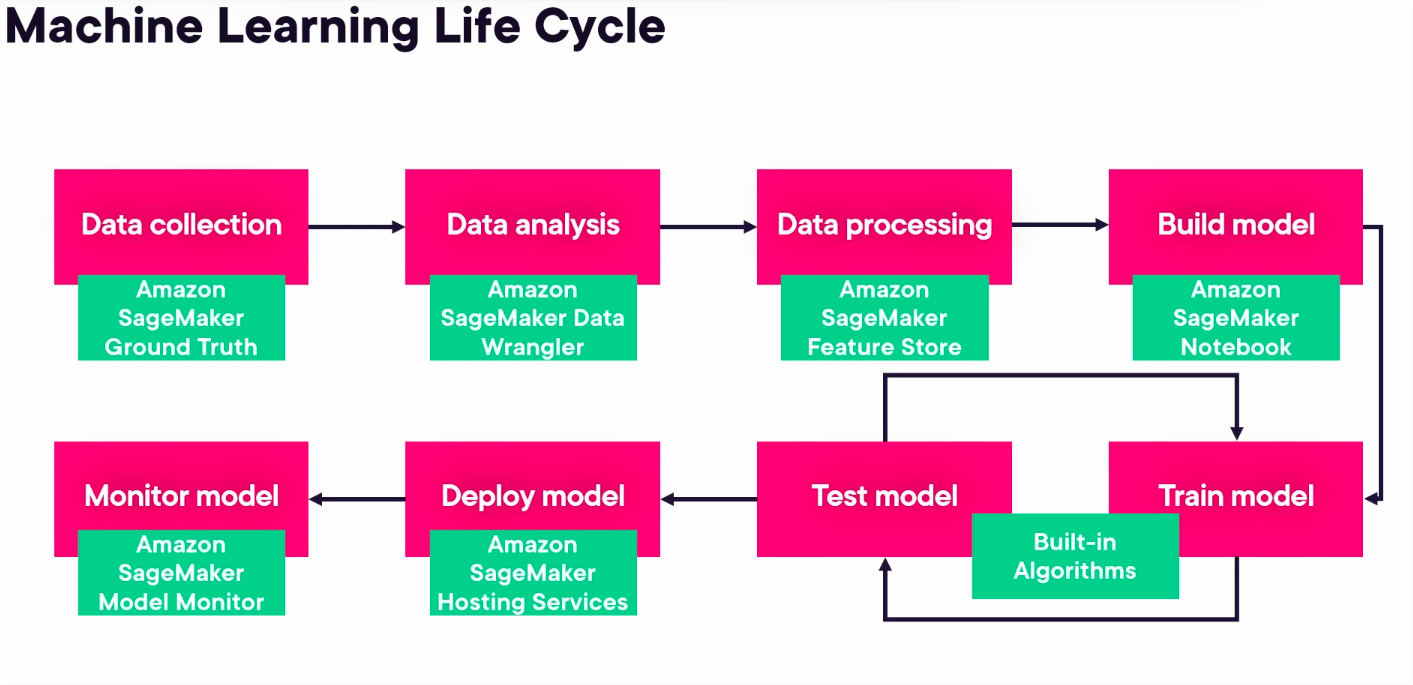 Machine Learning Life Cycle
Data collection
Amazon
SageMaker
Ground Truth
Data analysis
Amazon
SageMaker Data
Wrangler
Data processing
Amazon
SageMaker
Feature Store
Build model
Amazon
SageMaker
Notebook
Monitor model
Amazon
SageMaker
Model Monitor
Deploy model
Amazon
SageMaker
Hosting Services
Test model
Train model
Built-in
Algorithms